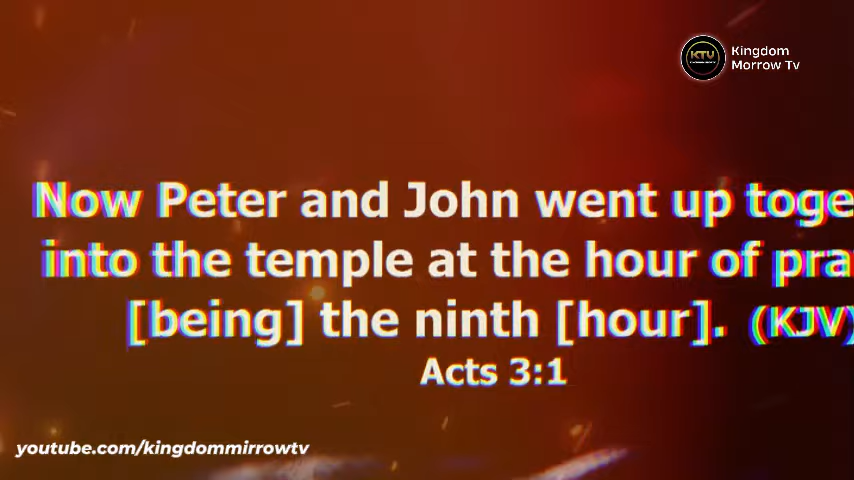 KTV
Kingdom
Morrow Tv
Now Peter and John went up toge
into the temple at the hour of pra
[being] the ninth [hour]. (KJV)
Acts 3:1
youtube.com/kingdommirrowtv